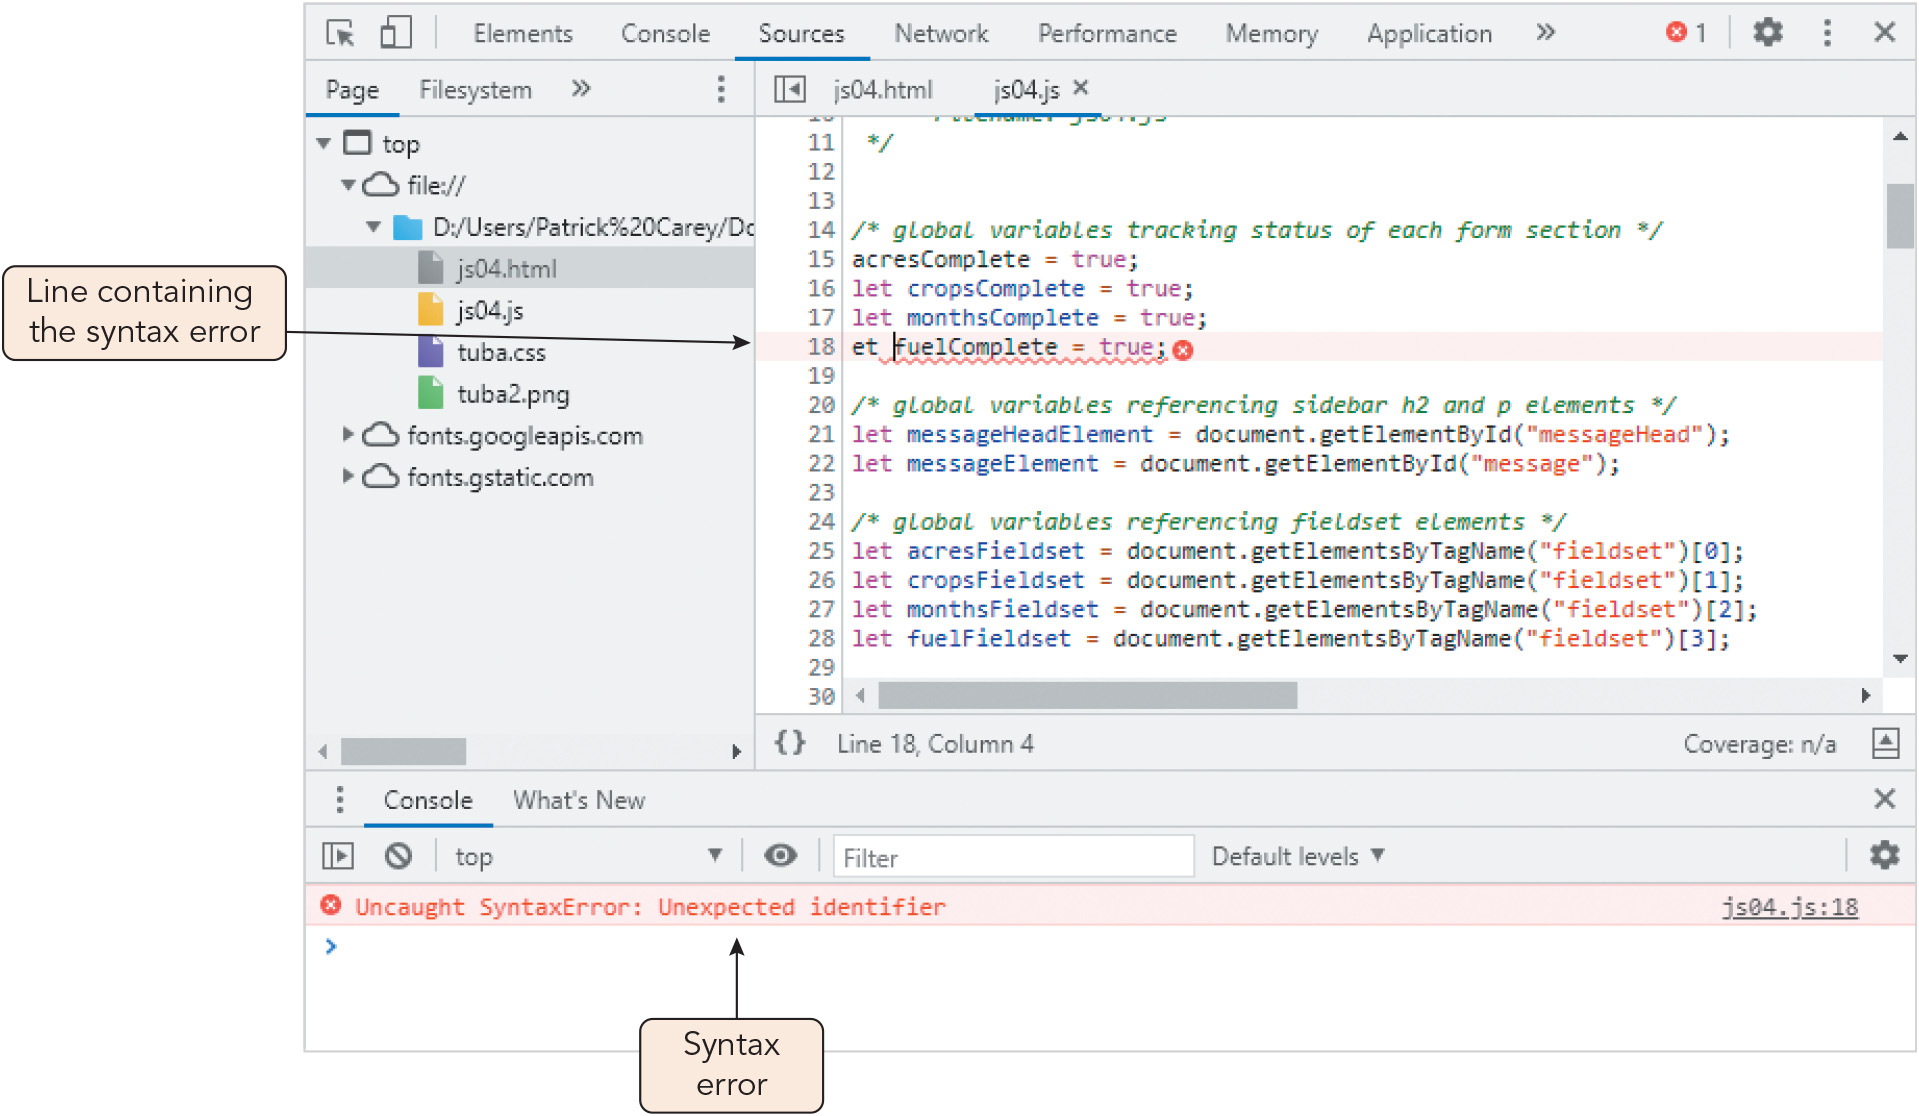 Elements Console Sources Network Performance Memory Application » 1
Page Filesystem »
js04.html js04.js ×
top
file://
D:/Users/Patrick%20Carey/Do
js04.html
js04.js
tuba.css
tuba2.png
fonts.googleapis.com
fonts.gstatic.com
10 Filename: js04.js
11 */
12
13
14 /* global variables tracking status of each form section */
15 acresComplete = true;
16 let cropsComplete = true;
17 let monthsComplete = true;
18 et fuelComplete = true;
19
20 /* global variables referencing sidebar h2 and p elements */
21 let messageHeadElement = document.getElementById("messageHead");
22 let messageElement = document.getElementById("message");
23
24 /* global variables referencing fieldset elements */
25 let acresFieldset = document.getElementsByTagName("fieldset")[0];
26 let cropsFieldset = document.getElementsByTagName("fieldset")[1];
27 let monthsFieldset = document.getElementsByTagName("fieldset")[2];
28 let fuelFieldset = document.getElementsByTagName("fieldset")[3];
29
30
{} Line 18, Column 4 Coverage: n/a
Line containing
the syntax error
Console What's New
top Filter Default levels
Uncaught SyntaxError: Unexpected identifier js04.js:18
>
Syntax
error